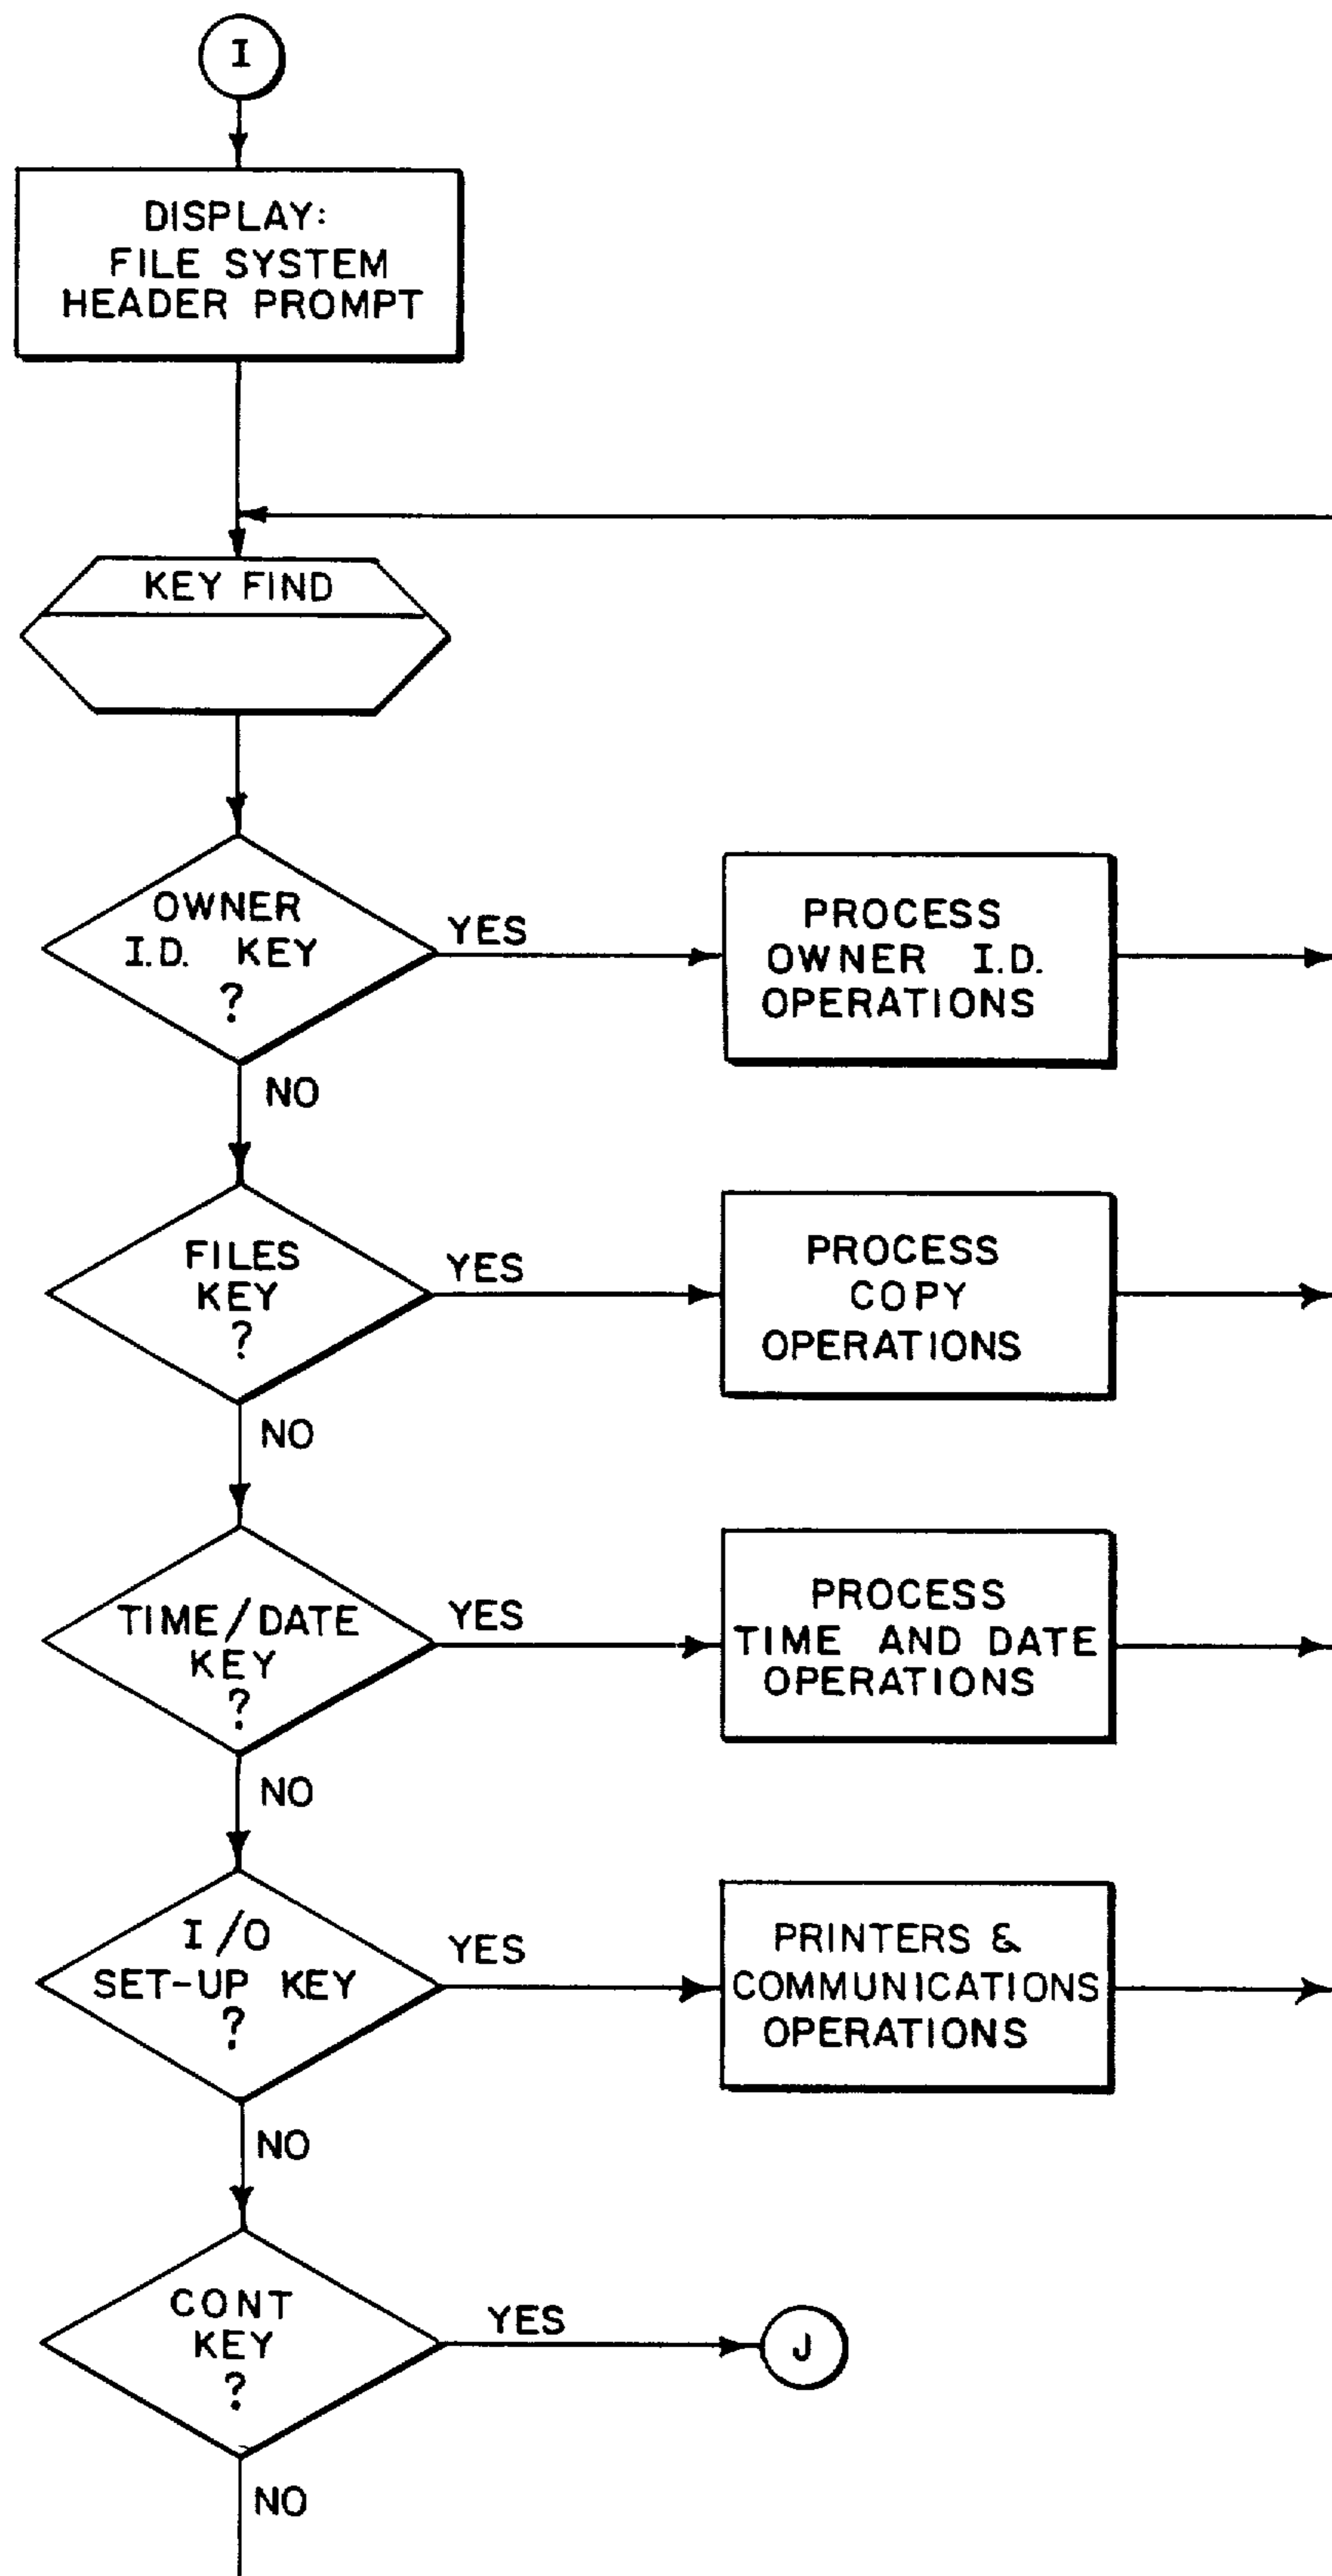 I
DISPLAY:
FILE SYSTEM
HEADER PROMPT
KEY FIND
OWNER
I.D. KEY
?
YES
PROCESS
OWNER I.D.
OPERATIONS
NO
FILES
KEY
?
YES
PROCESS
COPY
OPERATIONS
NO
TIME/DATE
KEY
?
YES
PROCESS
TIME AND DATE
OPERATIONS
NO
I/O
SET-UP KEY
?
YES
PRINTERS &
COMMUNICATIONS
OPERATIONS
NO
CONT
KEY
?
YES
J
NO